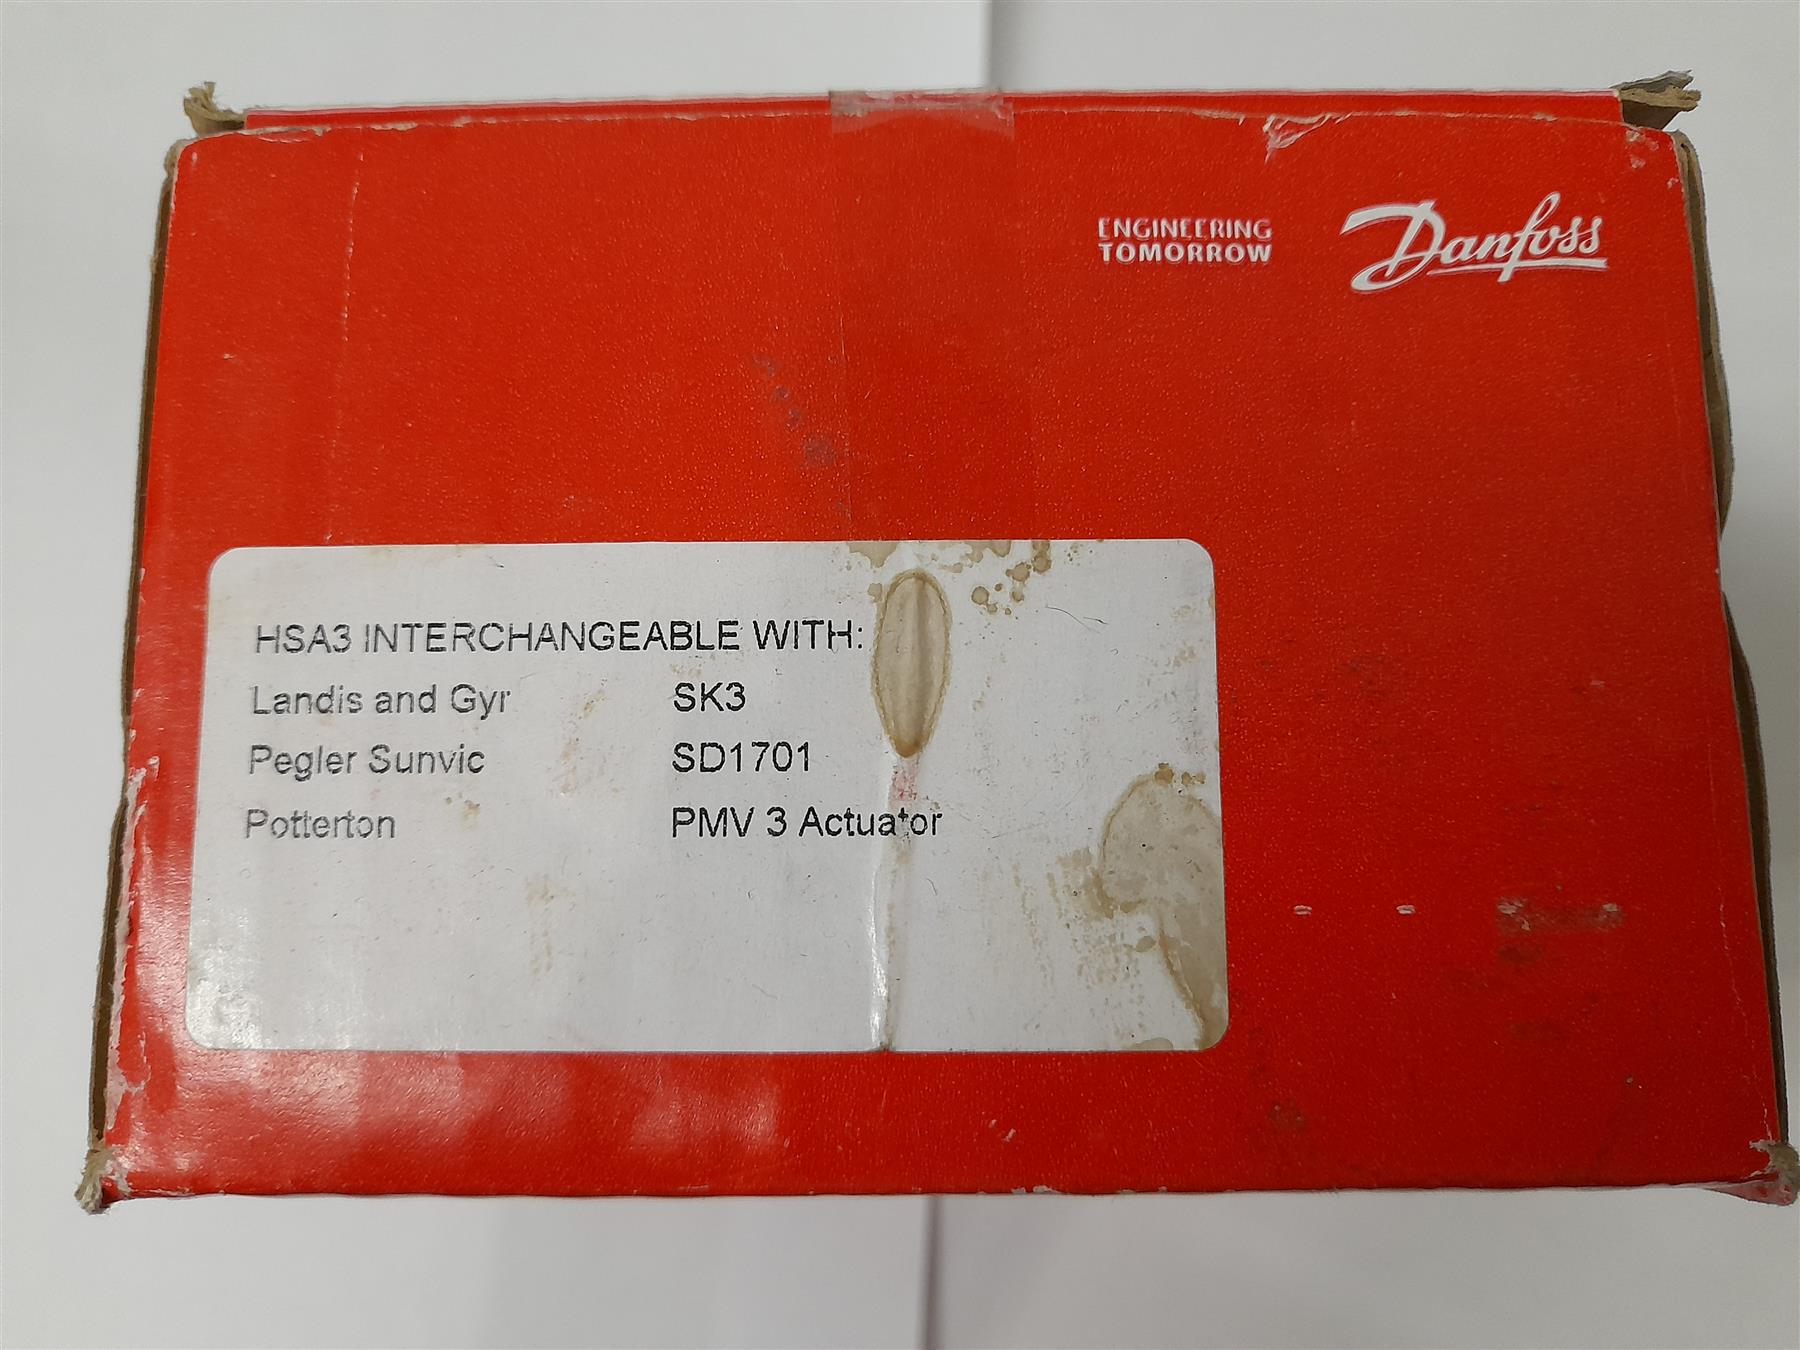 ENGINEERING
TOMORROW
Danfoss
HSA3 INTERCHANGEABLE WITH:
Landis and Gyr SK3
Pegler Sunvic SD1701
Potterton PMV 3 Actuator